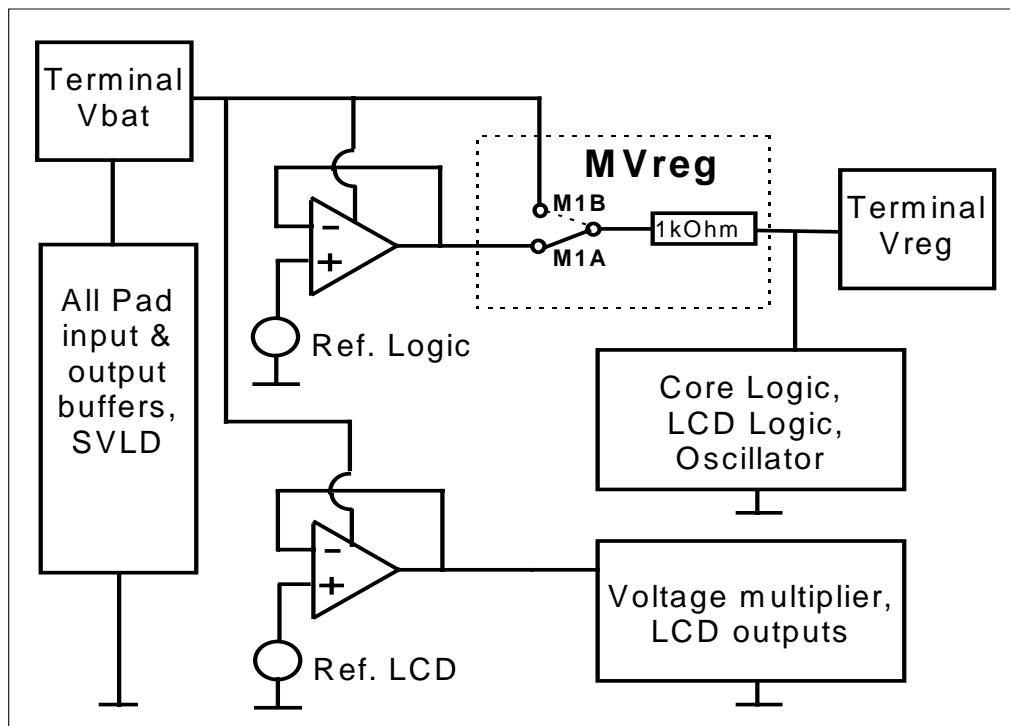 Terminal
Vbat
MVreg
M1B
1kOhm
M1A
Terminal
Vreg
-
+
All Pad
input &
output
buffers,
SVLD
Ref. Logic
Core Logic,
LCD Logic,
Oscillator
-
+
Voltage multiplier,
LCD outputs
Ref. LCD